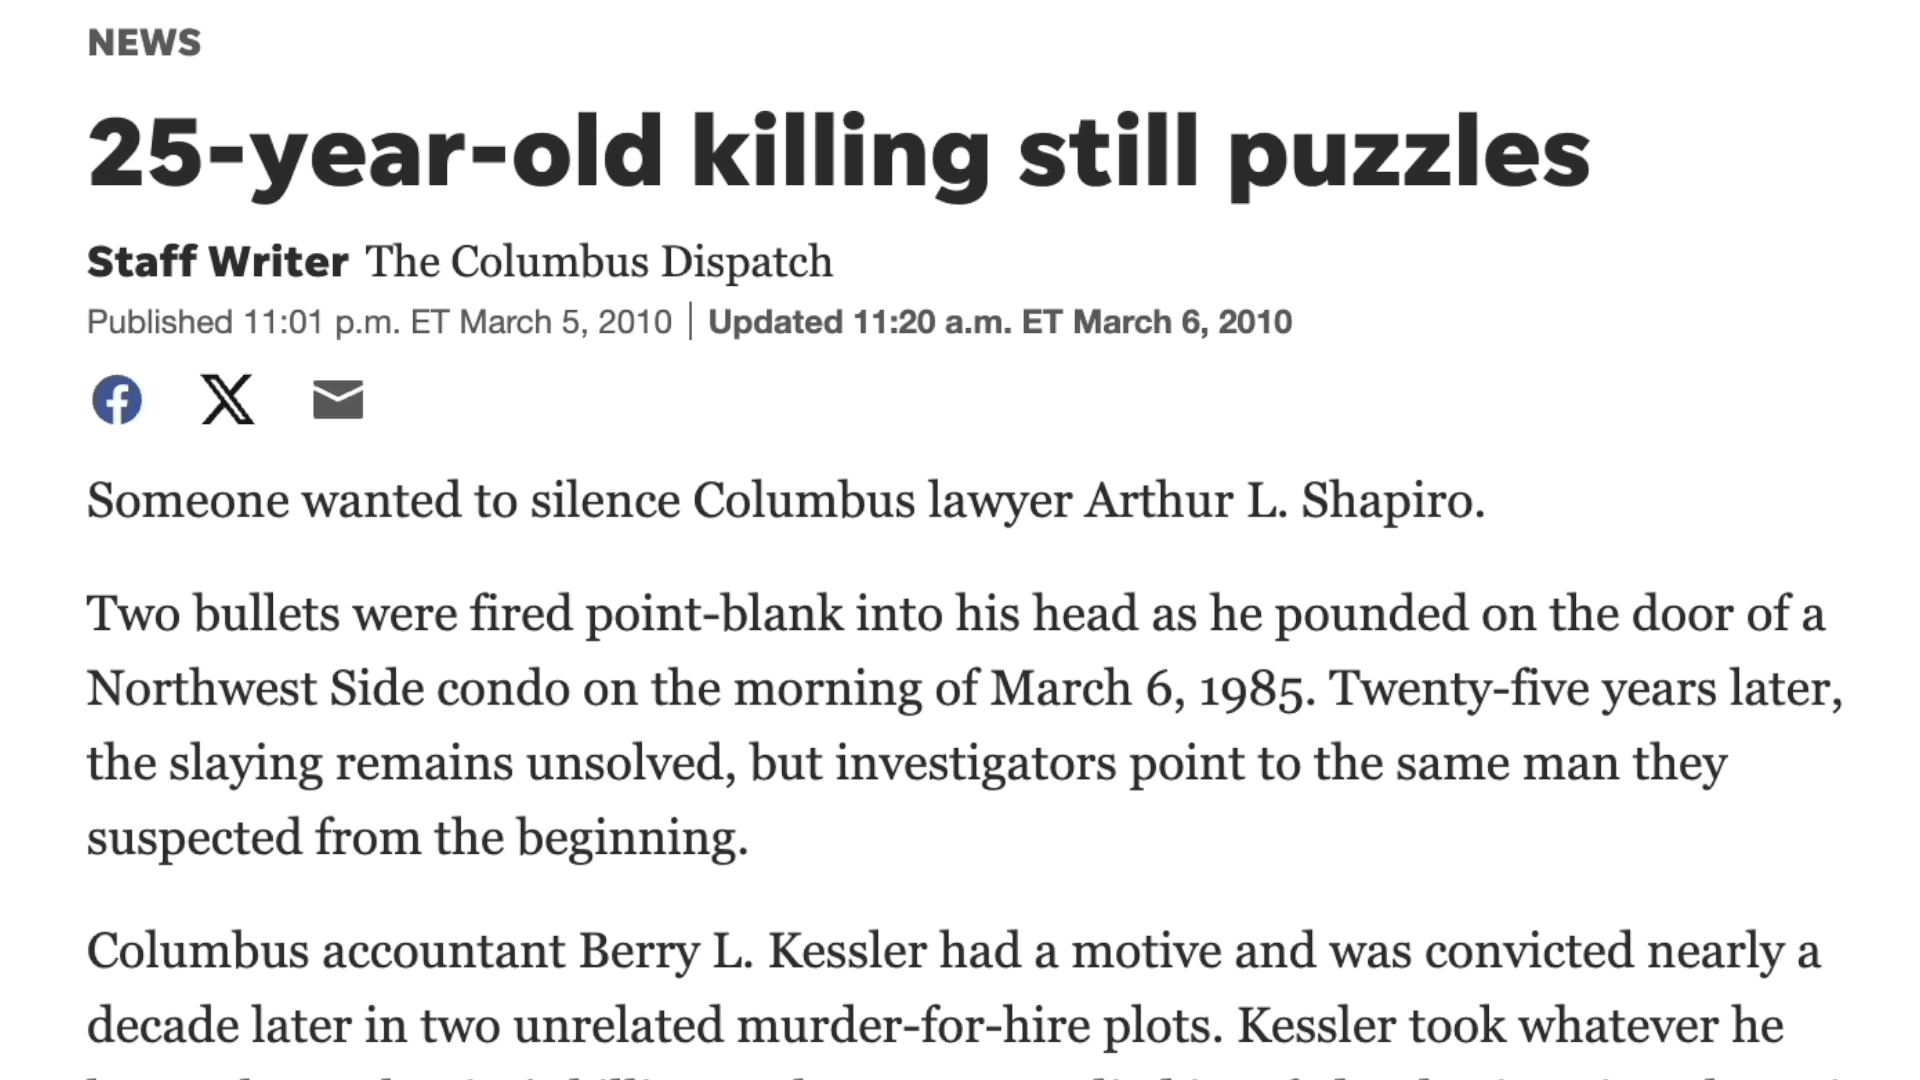 NEWS
25-year-old killing still puzzles
Staff Writer The Columbus Dispatch
Published 11:01 p.m. ET March 5, 2010 | Updated 11:20 a.m. ET March 6, 2010
Someone wanted to silence Columbus lawyer Arthur L. Shapiro.
Two bullets were fired point-blank into his head as he pounded on the door of a
Northwest Side condo on the morning of March 6, 1985. Twenty-five years later,
the slaying remains unsolved, but investigators point to the same man they
suspected from the beginning.
Columbus accountant Berry L. Kessler had a motive and was convicted nearly a
decade later in two unrelated murder-for-hire plots. Kessler took whatever he